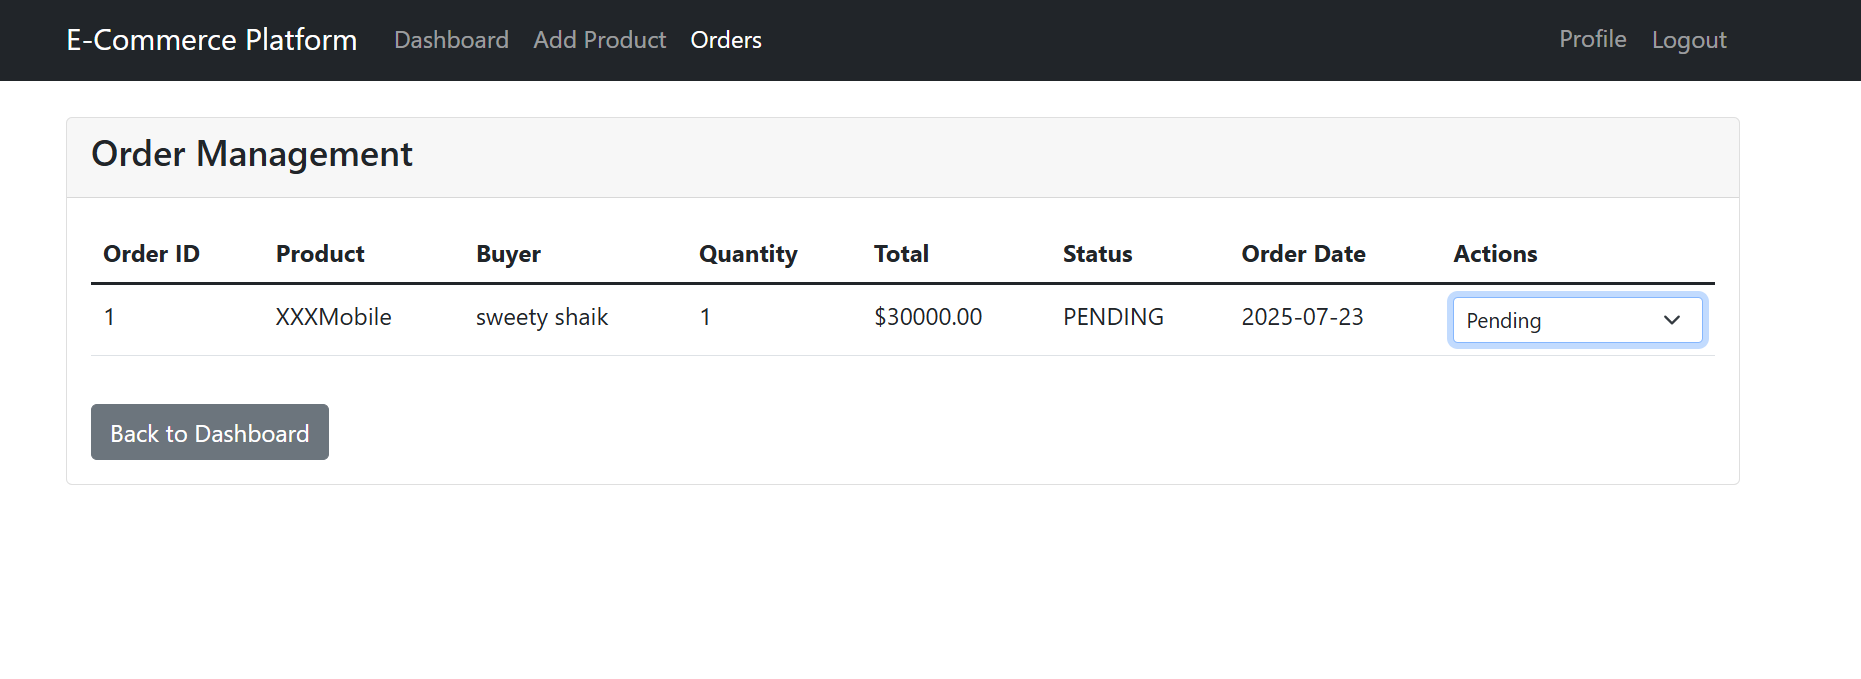 E-Commerce Platform Dashboard Add Product Orders Profile Logout
Order Management
Order ID Product Buyer Quantity Total Status Order Date Actions
1 XXXMobile sweety shaik 1 $30000.00 PENDING 2025-07-23 Pending
Back to Dashboard